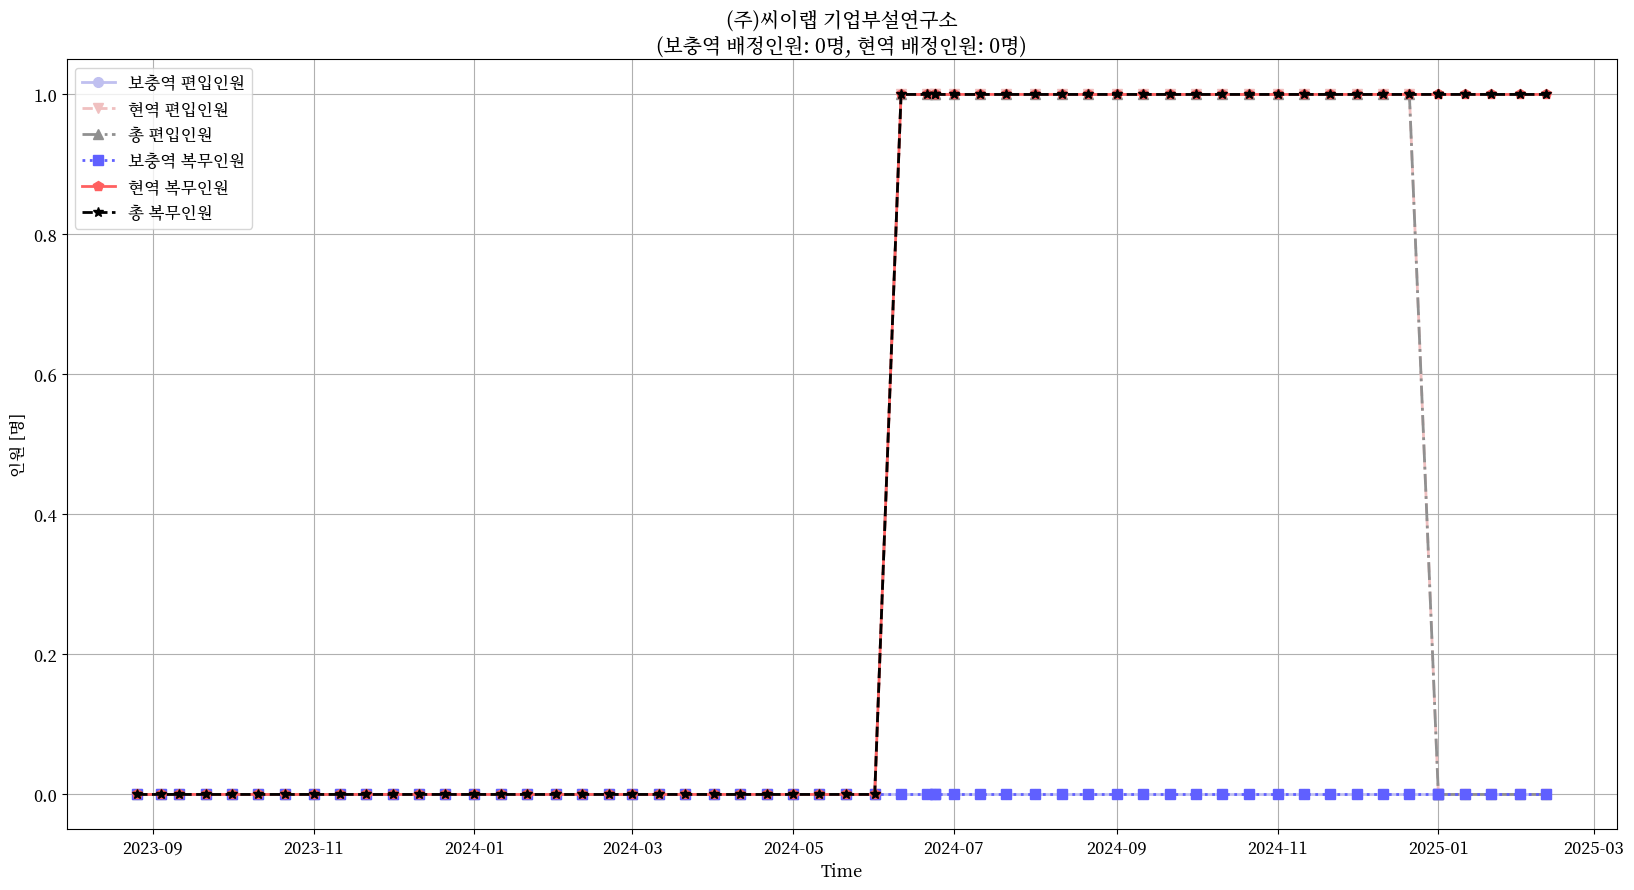 (주)씨이랩 기업부설연구소
(보충역 배정인원: 0명, 현역 배정인원: 0명)
보충역 편입인원
현역 편입인원
총 편입인원
보충역 복무인원
현역 복무인원
총 복무인원
인원 [명]
1.0
0.8
0.6
0.4
0.2
0.0
2023-09 2023-11 2024-01 2024-03 2024-05 2024-07 2024-09 2024-11 2025-01 2025-03
Time